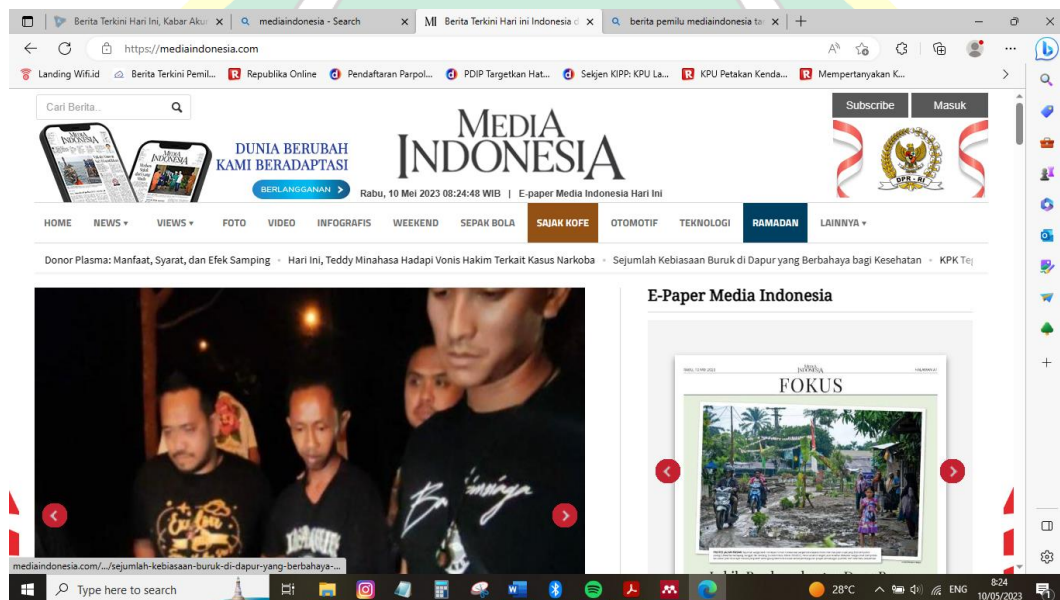 Berita Terkini Hari Ini, Kabar Aku
mediaindonesia - Search
MI Berita Terkini Hari ini Indonesia d
berita pemilu mediaindonesia ta
https://mediaindonesia.com
Landing Wifi.id Berita Terkini Pemil... Republika Online Pendaftaran Parpol... PDIP Targetkan Hat... Sekjen KIPP: KPU La... KPU Petakan Kenda... Mempertanyakan K...
Cari Berita..
Subscribe Masuk
DUNIA BERUBAH
KAMI BERADAPTASI
BERLANGGANAN
MEDIA
INDONESIA
Rabu, 10 Mei 2023 08:24:48 WIB | E-paper Media Indonesia Hari Ini
DPR - RI
HOME NEWS VIEWS FOTO VIDEO INFOGRAFIS WEEKEND SEPAK BOLA SAJAK KOFE OTOMOTIF TEKNOLOGI RAMADAN LAINNYA
Donor Plasma: Manfaat, Syarat, dan Efek Samping Hari Ini, Teddy Minahasa Hadapi Vonis Hakim Terkait Kasus Narkoba Sejumlah Kebiasaan Buruk di Dapur yang Berbahaya bagi Kesehatan KPK
E-Paper Media Indonesia
MEDIA
INDONESIA
FOKUS
mediaindonesia.com/.../sejumlah-kebiasaan-buruk-di-dapur-yang-berbahaya-...
Type here to search
28°C ENG 8:24
10/05/2023